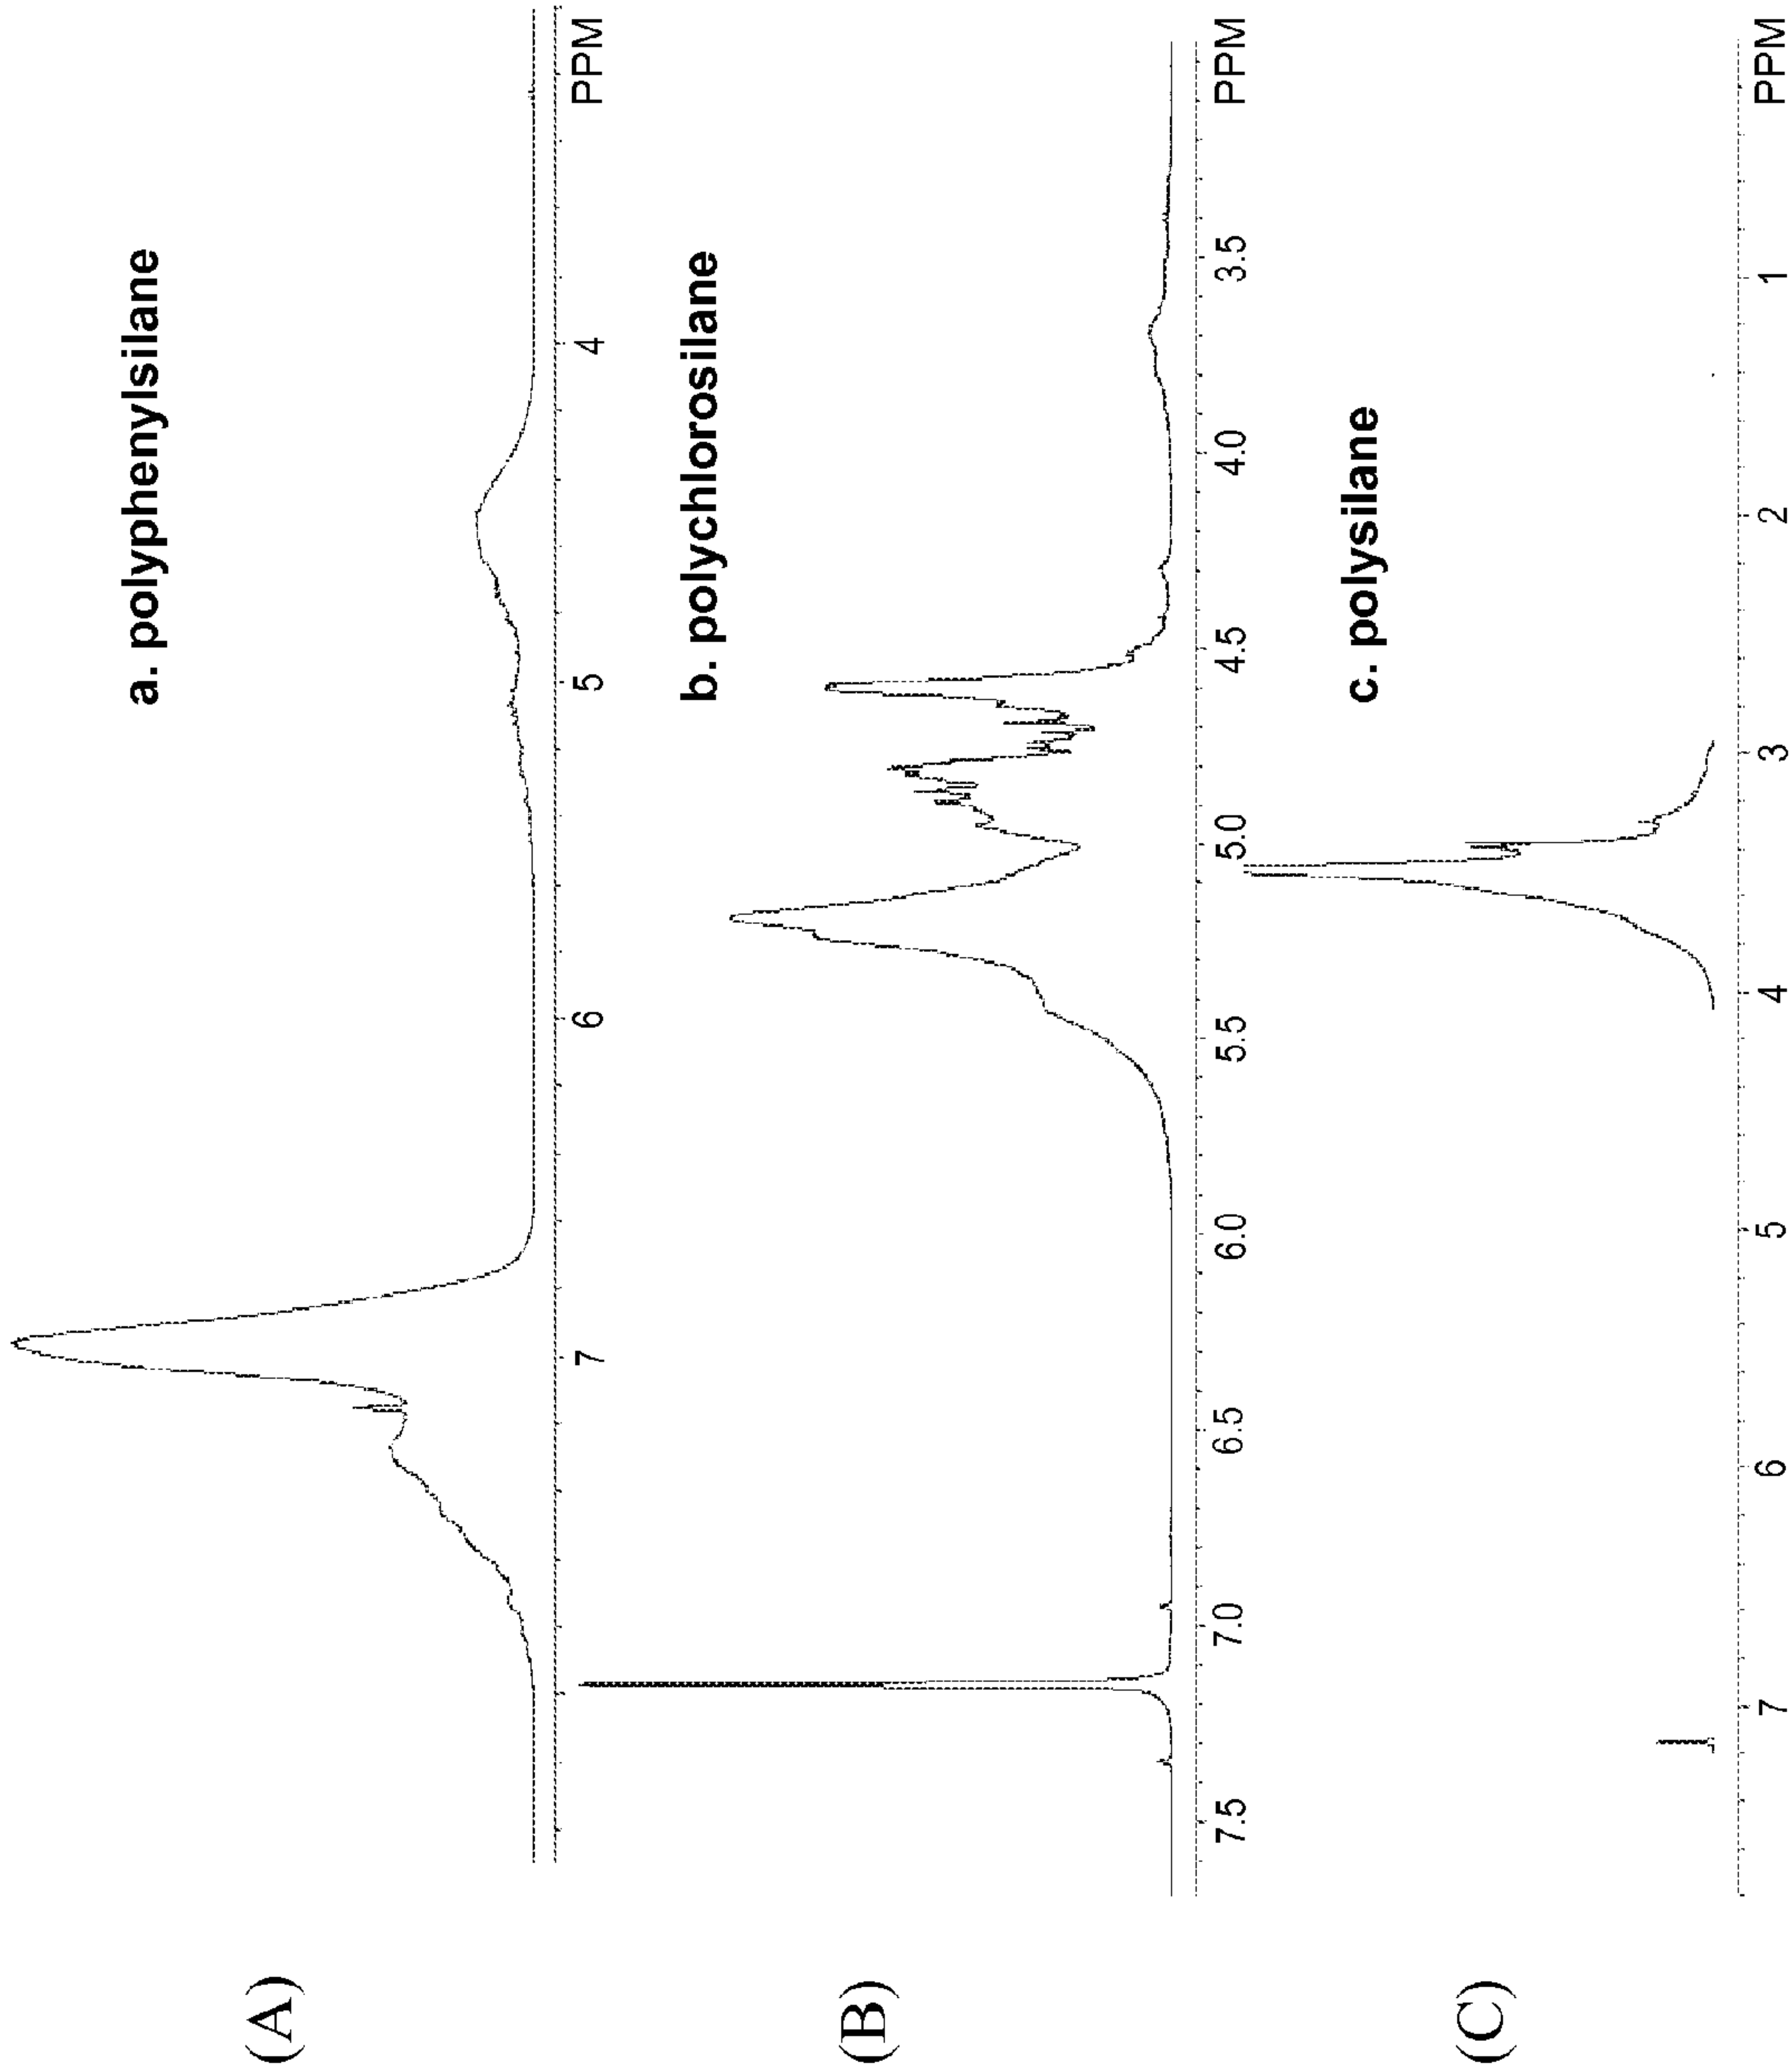 (A)
a. polyphenylsilane
7 6 5 4 PPM
(B)
b. polychlorosilane
7.5 7.0 6.5 6.0 5.5 5.0 4.5 4.0 3.5 PPM
(C)
c. polysilane
7 6 5 4 3 2 1 PPM